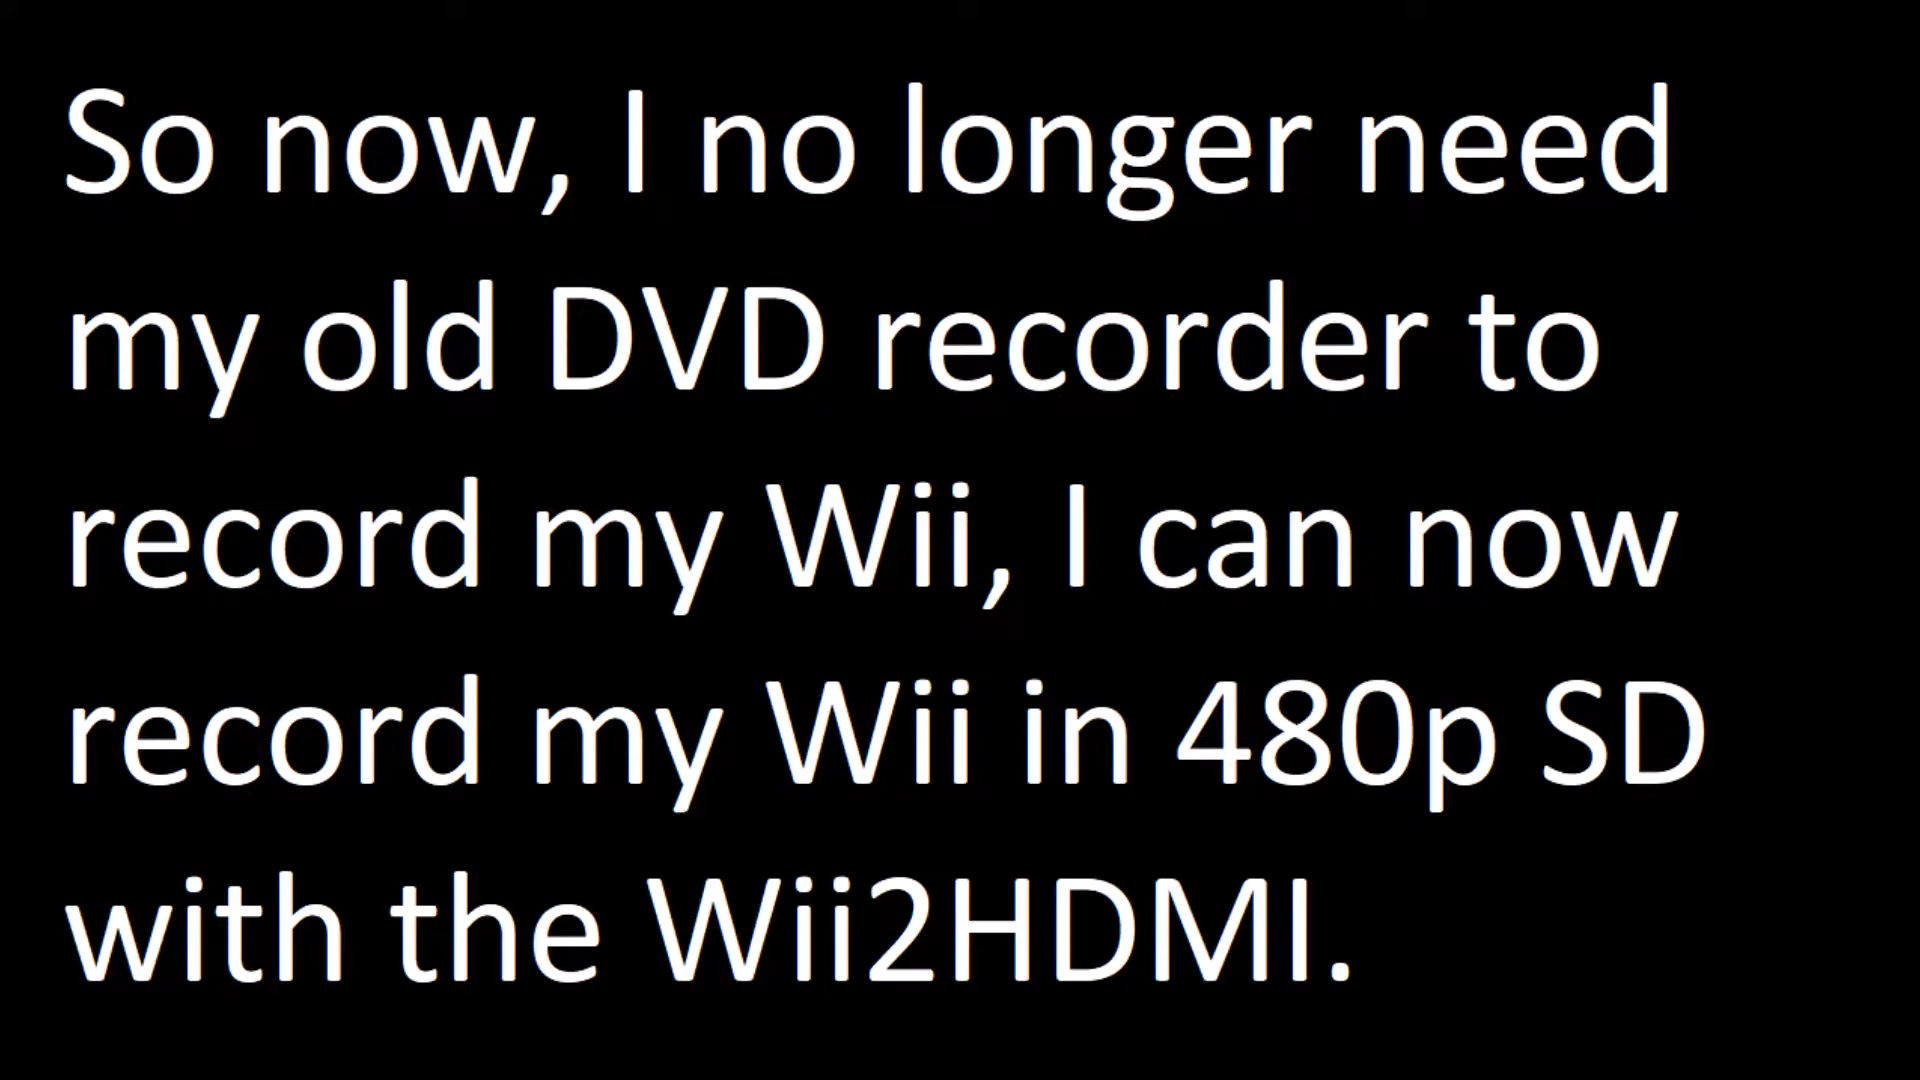 So now, I no longer need
my old DVD recorder to
record my Wii, I can now
record my Wii in 480p SD
with the Wii2HDMI.